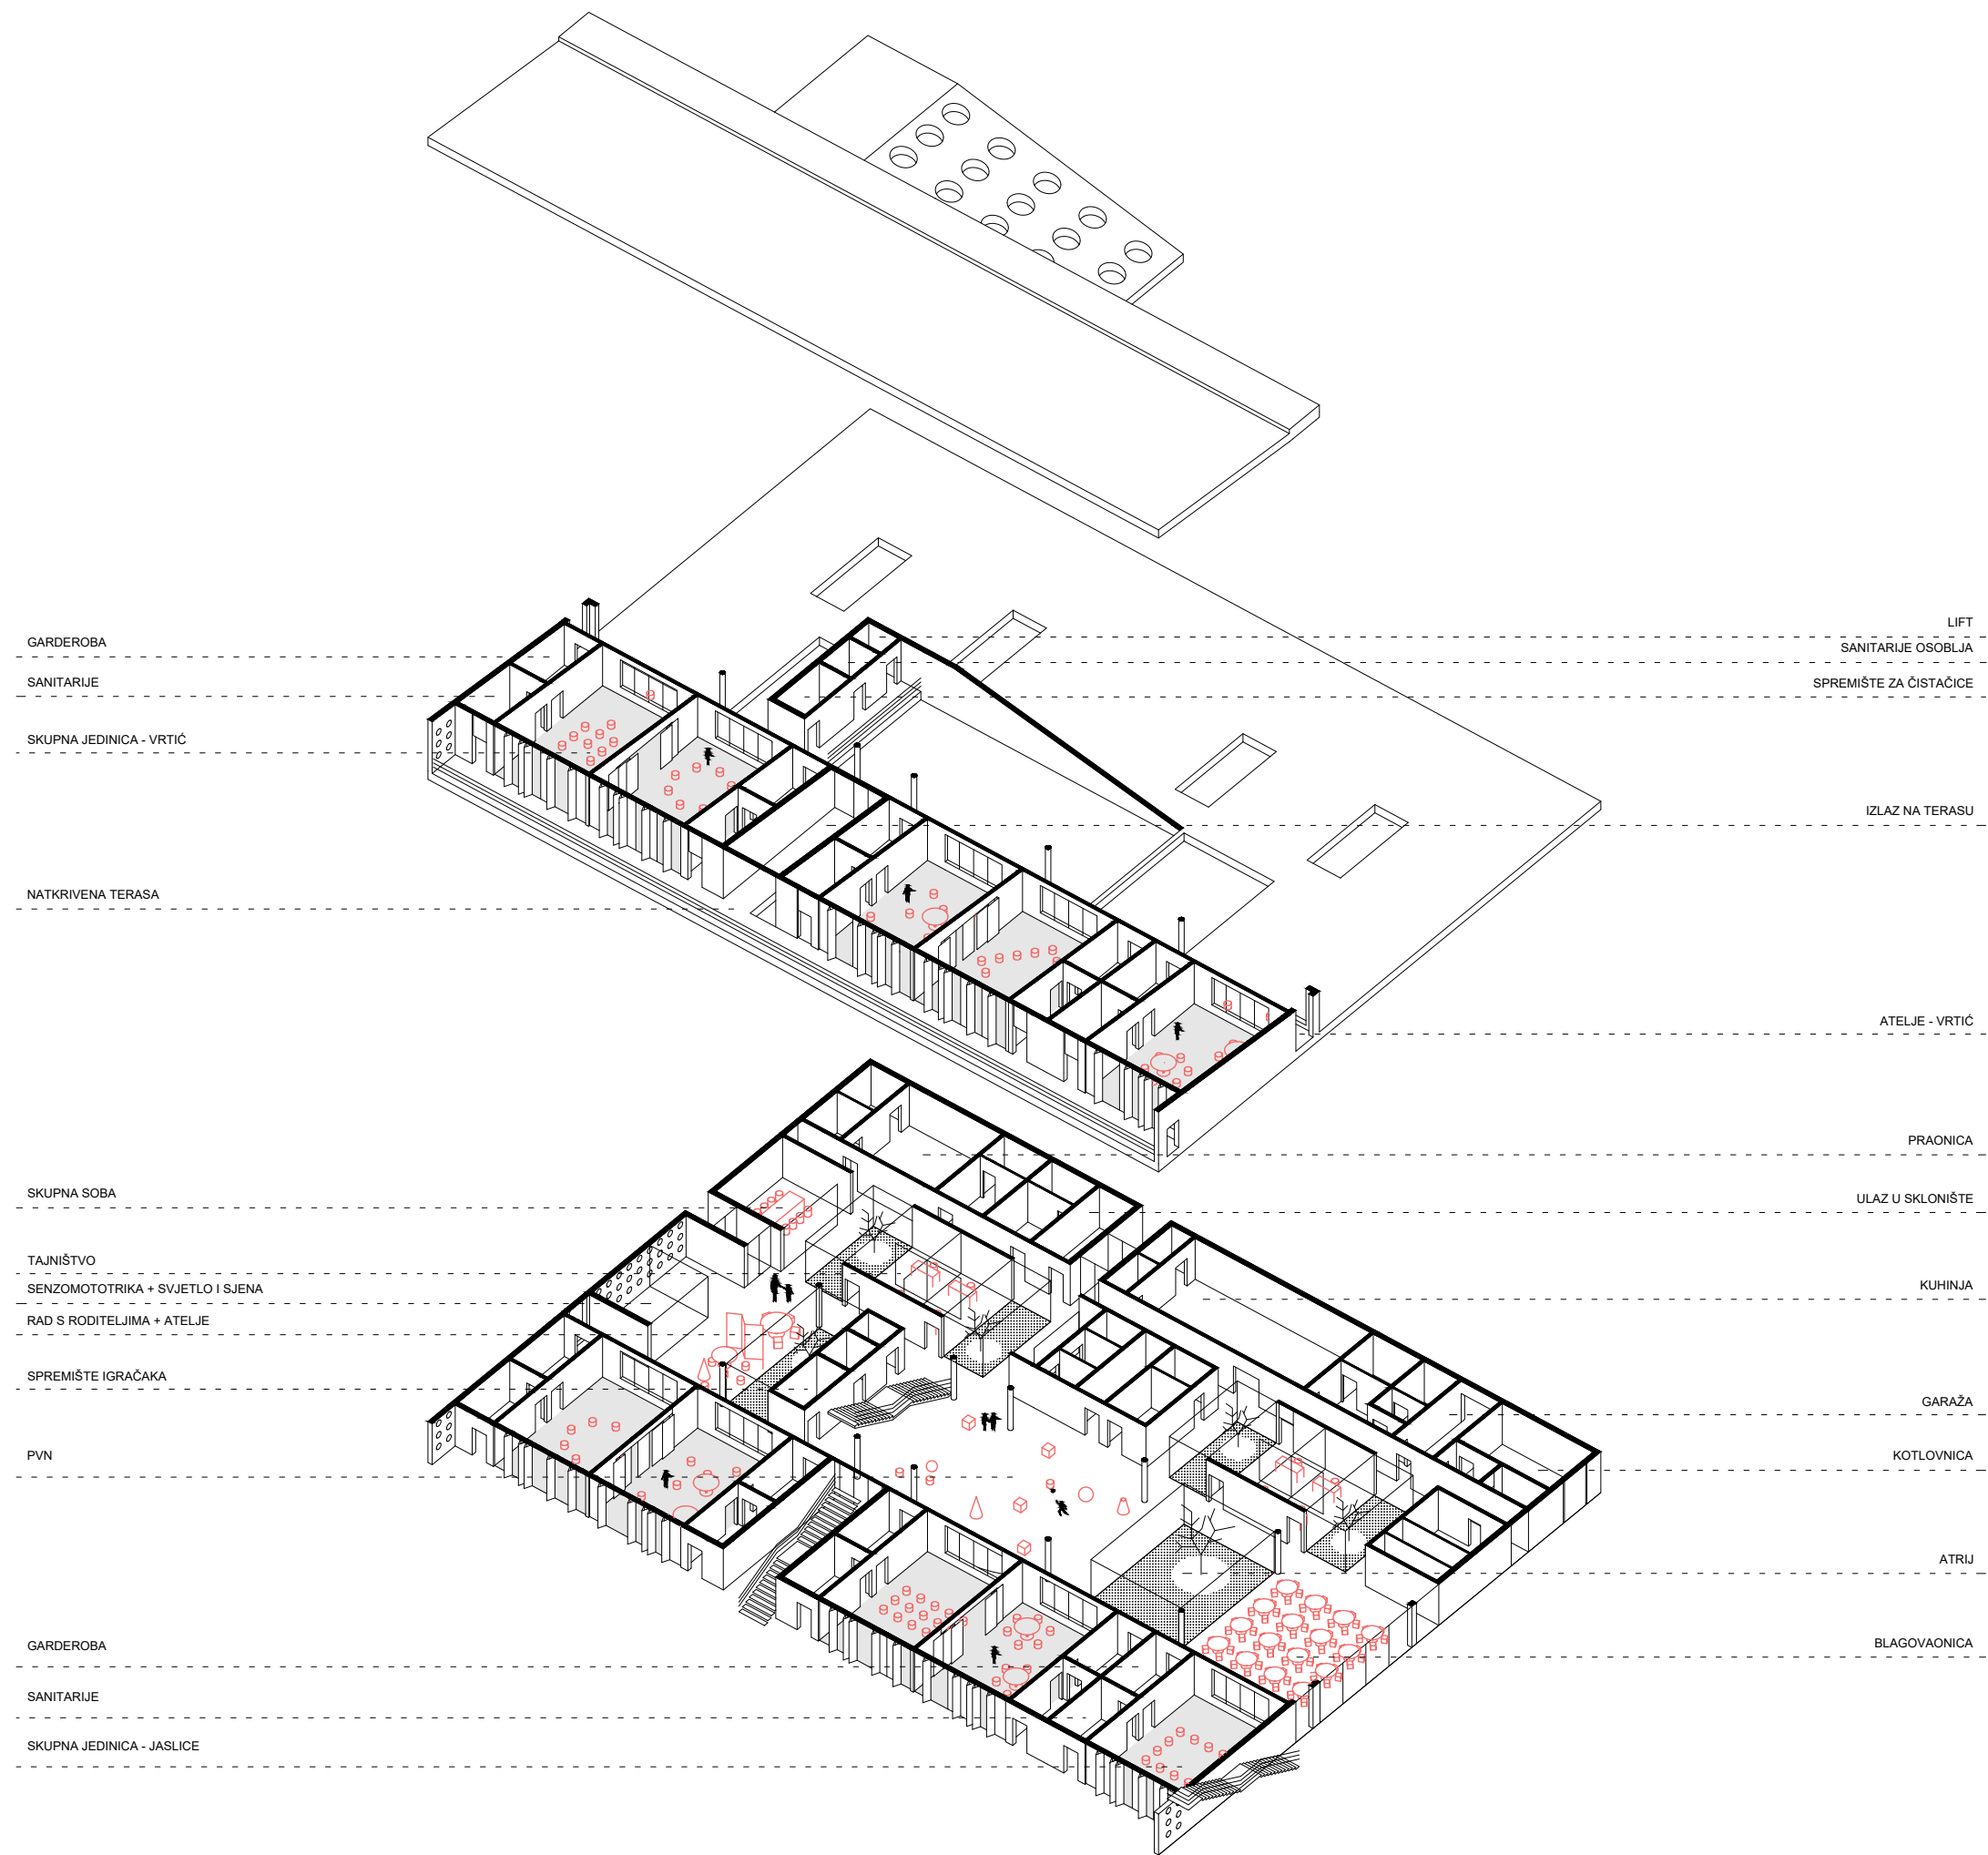 GARDEROBA
SANITARIJE
SKUPNA JEDINICA - VRTIĆ
NATKRIVENA TERASA
SKUPNA SOBA
TAJNIŠTVO
SENZOMOTOTRIKA + SVJETLO I SJENA
RAD S RODITELJIMA + ATELJE
SPREMIŠTE IGRAČAKA
PVN
GARDEROBA
SANITARIJE
SKUPNA JEDINICA - JASLICE
LIFT
SANITARIJE OSOBLJA
SPREMIŠTE ZA ČISTAČICE
IZLAZ NA TERASU
ATELJE - VRTIĆ
PRAONICA
ULAZ U SKLONIŠTE
KUHINJA
GARAŽA
KOTLOVNICA
ATRIJ
BLAGOVAONICA